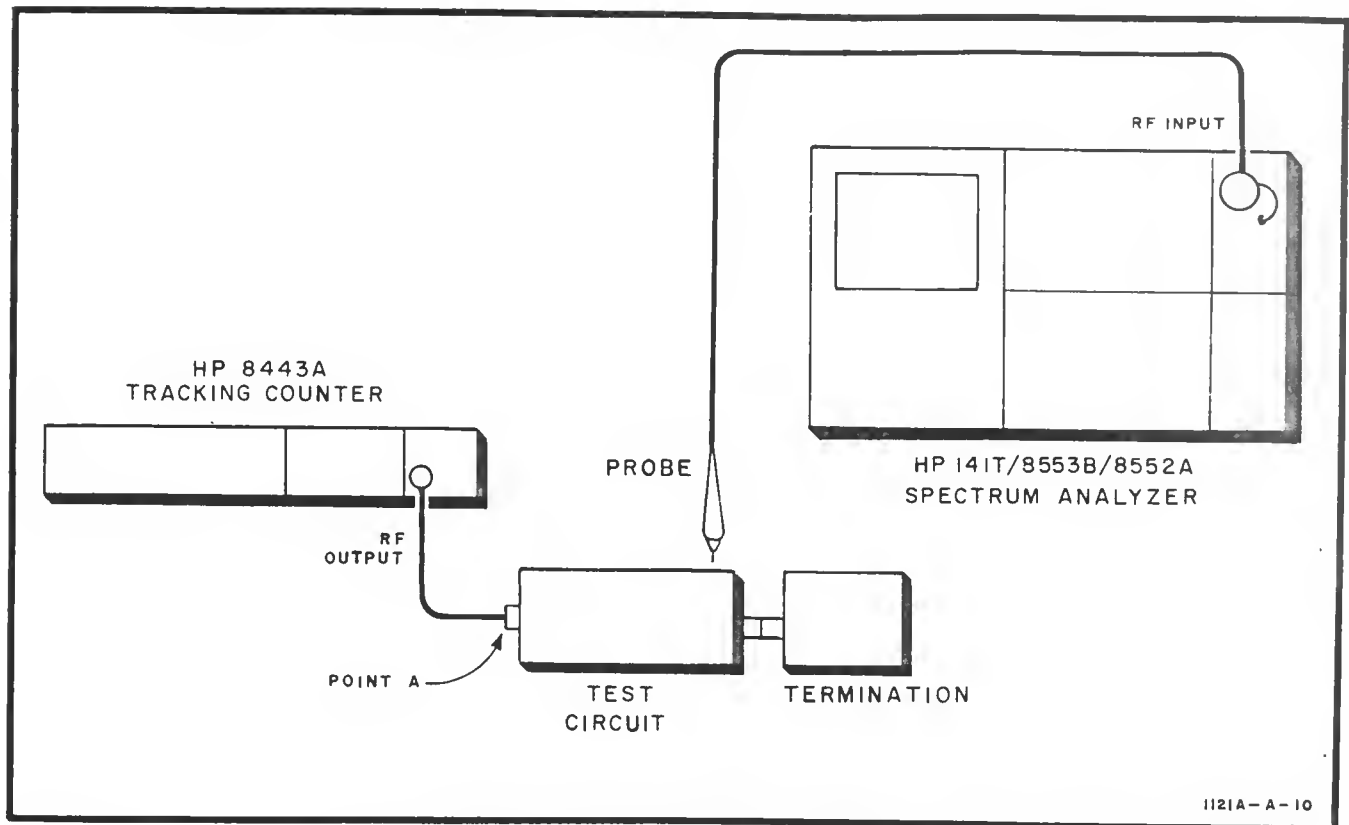 RF INPUT
HP 8443A
TRACKING COUNTER
PROBE
HP 141T/8553B/8552A
SPECTRUM ANALYZER
RF
OUTPUT
POINT A
TEST
CIRCUIT
TERMINATION
1121A-A-10